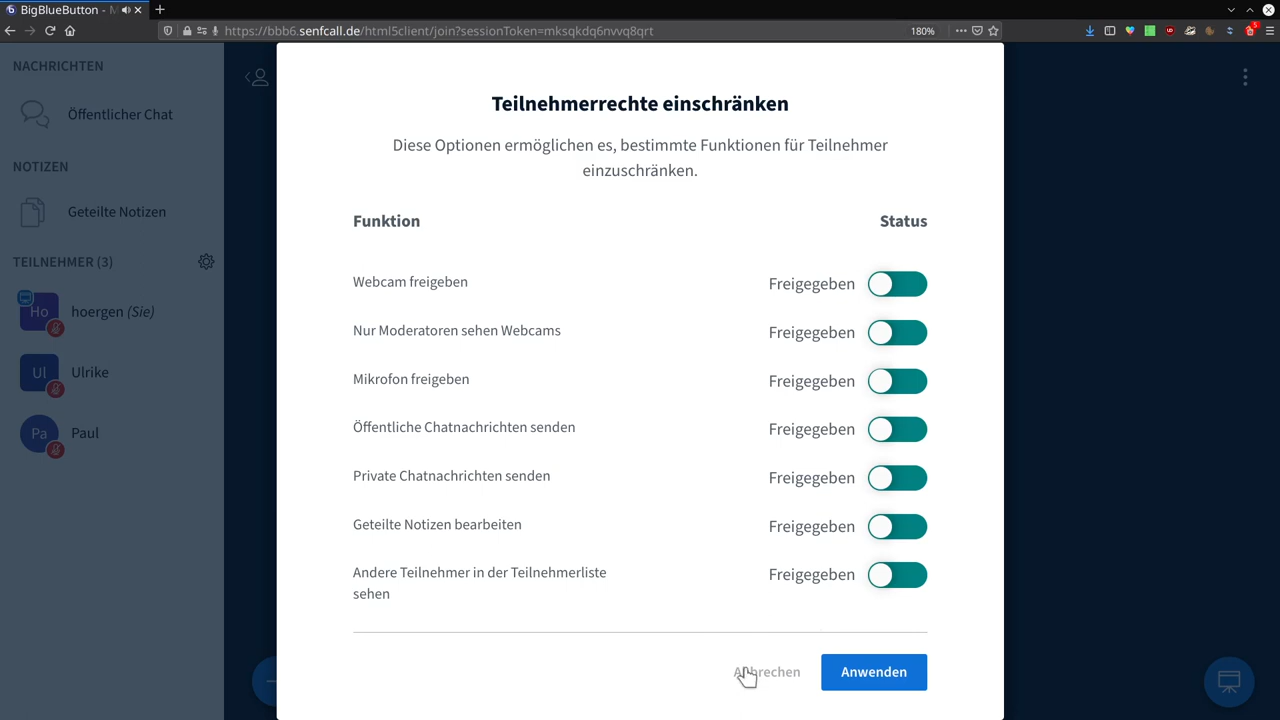 BigBlueButton - M
https://bbb6.senfcall.de/html5client/join?sessionToken=mksqkdq6nvvq8qrt
180%
5
NACHRICHTEN
Öffentlicher Chat
NOTIZEN
Geteilte Notizen
TEILNEHMER (3)
Ho
hoergen (Sie)
Ul
Ulrike
Pa
Paul
Teilnehmerrechte einschränken
Diese Optionen ermöglichen es, bestimmte Funktionen für Teilnehmer
einzuschränken.
Funktion
Status
Webcam freigeben
Freigegeben
Nur Moderatoren sehen Webcams
Freigegeben
Mikrofon freigeben
Freigegeben
Öffentliche Chatnachrichten senden
Freigegeben
Private Chatnachrichten senden
Freigegeben
Geteilte Notizen bearbeiten
Freigegeben
Andere Teilnehmer in der Teilnehmerliste
sehen
Freigegeben
Abbrechen
Anwenden